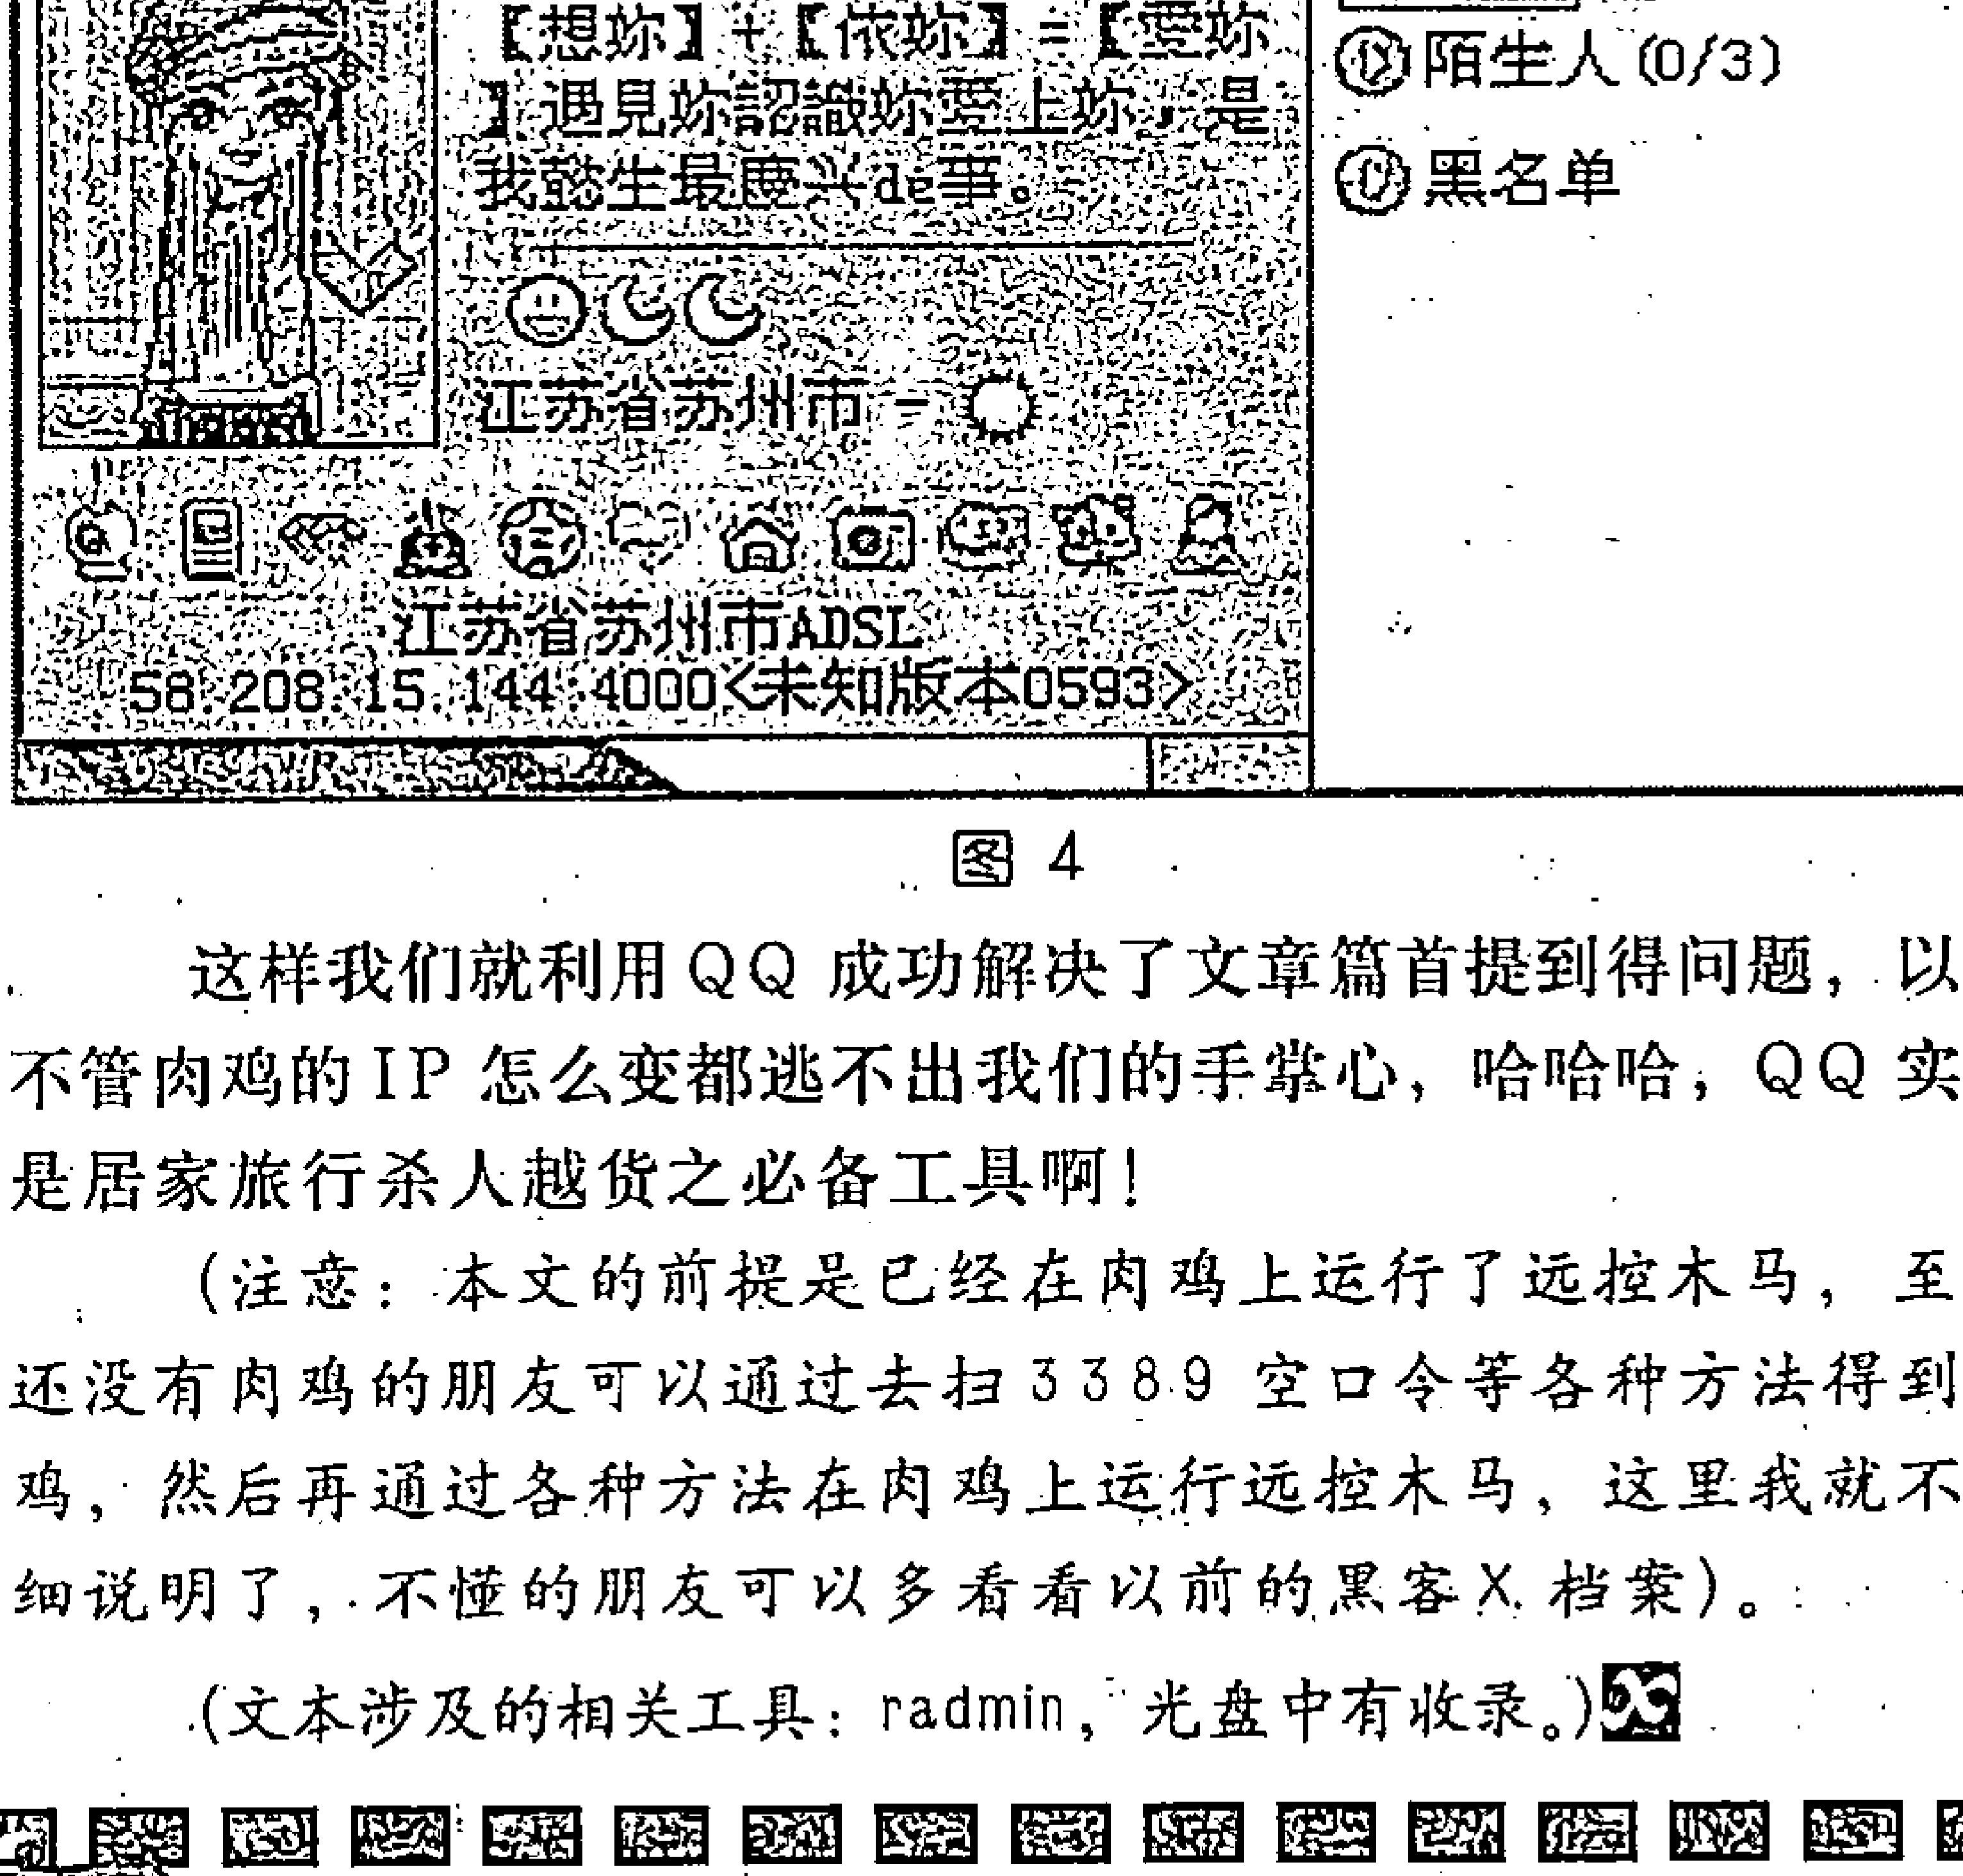 【想妳】+【依妳】=【愛妳
】遇見妳認識妳愛上妳，是
我懿生最慶兴de事。
陌生人(0/3)
黑名单
江苏省苏州市 -
江苏省苏州市ADSL
58.208.15.144:4000<未知版本0593>
图 4
这样我们就利用QQ 成功解决了文章篇首提到得问题，以
不管肉鸡的IP 怎么变都逃不出我们的手掌心，哈哈哈，QQ 实
是居家旅行杀人越货之必备工具啊！
（注意：本文的前提是已经在肉鸡上运行了远控木马，至
还没有肉鸡的朋友可以通过去扫3389 空口令等各种方法得到
鸡，然后再通过各种方法在肉鸡上运行远控木马，这里我就不
细说明了，不懂的朋友可以多看看以前的黑客X 档案）。
（文本涉及的相关工具：radmin，光盘中有收录。）